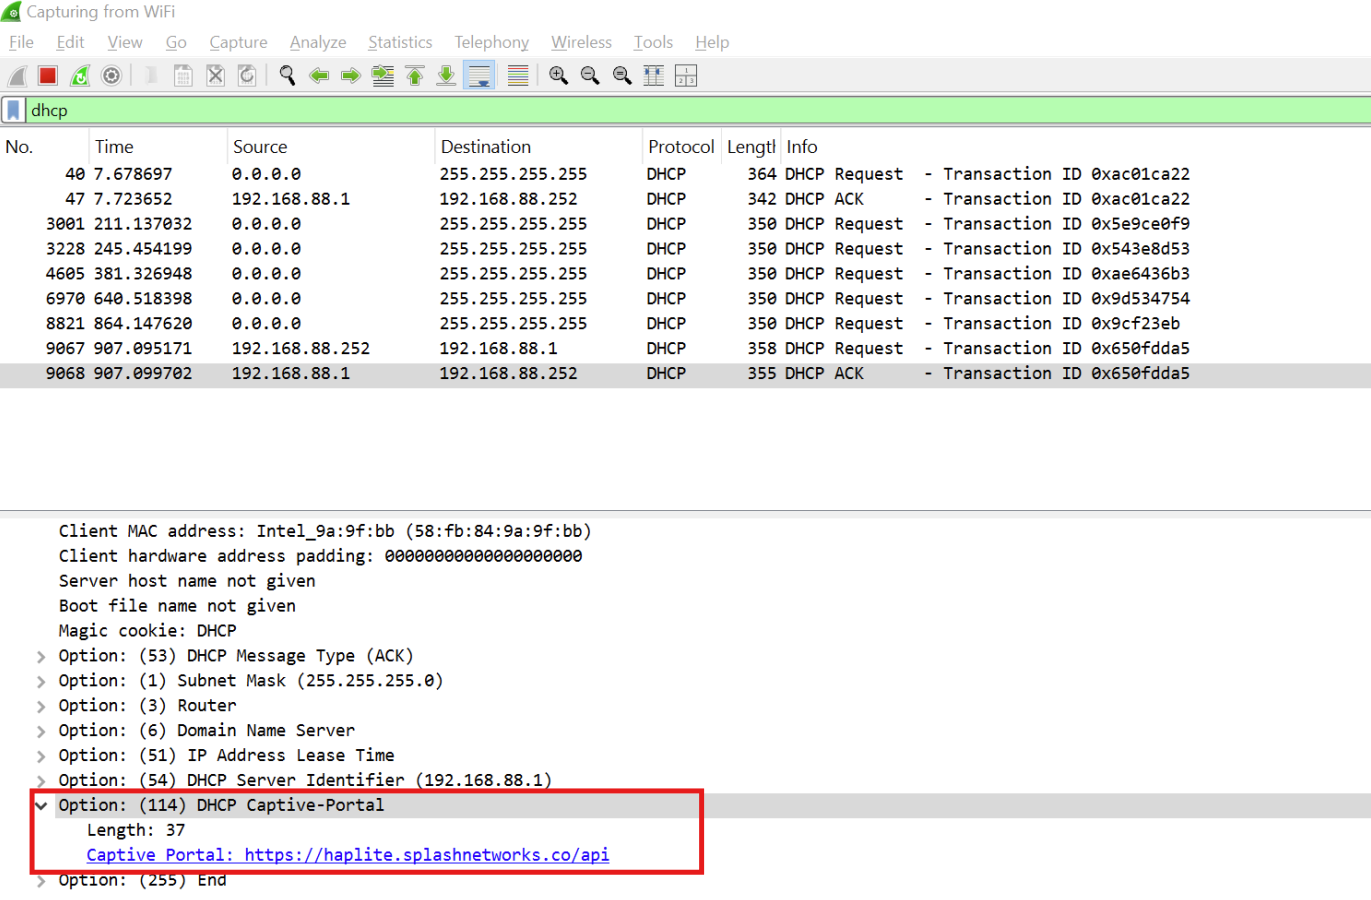 Capturing from WiFi
File Edit View Go Capture Analyze Statistics Telephony Wireless Tools Help
dhcp
No. Time Source Destination Protocol Length Info
40 7.678697 0.0.0.0 255.255.255.255 DHCP 364 DHCP Request - Transaction ID 0xac01ca22
47 7.723652 192.168.88.1 192.168.88.252 DHCP 342 DHCP ACK - Transaction ID 0xac01ca22
3001 211.137032 0.0.0.0 255.255.255.255 DHCP 350 DHCP Request - Transaction ID 0x5e9ce0f9
3228 245.454199 0.0.0.0 255.255.255.255 DHCP 350 DHCP Request - Transaction ID 0x543e8d53
4605 381.326948 0.0.0.0 255.255.255.255 DHCP 350 DHCP Request - Transaction ID 0xae6436b3
6970 640.518398 0.0.0.0 255.255.255.255 DHCP 350 DHCP Request - Transaction ID 0x9d534754
8821 864.147620 0.0.0.0 255.255.255.255 DHCP 350 DHCP Request - Transaction ID 0x9cf23eb
9067 907.095171 192.168.88.252 192.168.88.1 DHCP 358 DHCP Request - Transaction ID 0x650fdda5
9068 907.099702 192.168.88.1 192.168.88.252 DHCP 355 DHCP ACK - Transaction ID 0x650fdda5
Client MAC address: Intel_9a:9f:bb (58:fb:84:9a:9f:bb)
Client hardware address padding: 00000000000000000000
Server host name not given
Boot file name not given
Magic cookie: DHCP
Option: (53) DHCP Message Type (ACK)
Option: (1) Subnet Mask (255.255.255.0)
Option: (3) Router
Option: (6) Domain Name Server
Option: (51) IP Address Lease Time
Option: (54) DHCP Server Identifier (192.168.88.1)
Option: (114) DHCP Captive-Portal
Length: 37
Captive Portal: https://haplite.splashnetworks.co/api
Option: (255) End